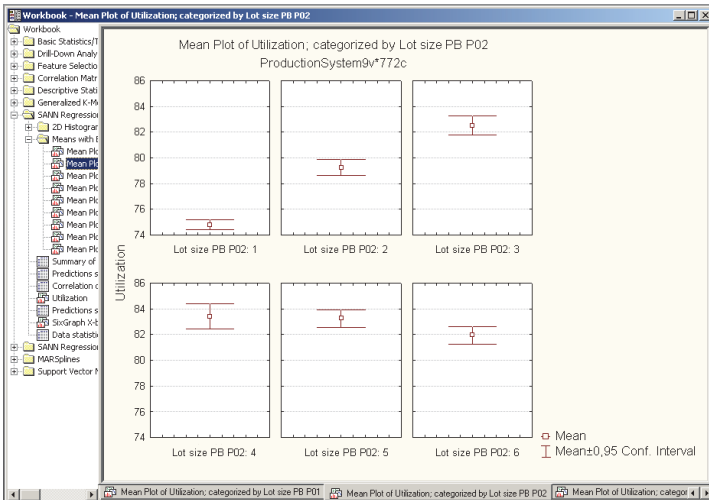 Workbook - Mean Plot of Utilization; categorized by Lot size PB P02
Workbook
Basic Statistics/T
Drill-Down Analy
Feature Selectio
Correlation Matr
Descriptive Stati
Generalized K-M
SANN Regression
2D Histogram
Means with E
Mean Plo
Mean Plo
Mean Plo
Mean Plo
Mean Plo
Mean Plo
Mean Plo
Mean Plo
Mean Plo
Summary of
Predictions s
Correlation c
Utilization
Predictions s
SixGraph X-b
Data statisti
SANN Regression
MARSplines
Support Vector M
Mean Plot of Utilization; categorized by Lot size PB P02
ProductionSystem9v*772c
Utilization
86
84
82
80
78
76
74
Lot size PB P02: 1
Lot size PB P02: 2
Lot size PB P02: 3
86
84
82
80
78
76
74
Lot size PB P02: 4
Lot size PB P02: 5
Lot size PB P02: 6
Mean
Mean±0,95 Conf. Interval
Mean Plot of Utilization; categorized by Lot size PB P01
Mean Plot of Utilization; categorized by Lot size PB P02
Mean Plot of Utilization; categor